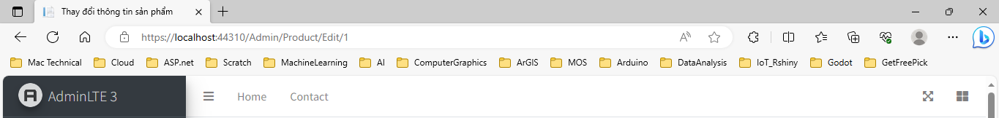 Thay đổi thông tin sản phẩm
https://localhost:44310/Admin/Product/Edit/1
Mac Technical Cloud ASP.net Scratch MachineLearning AI ComputerGraphics ArGIS MOS Arduino DataAnalysis IoT_Rshiny Godot GetFreePick
AdminLTE 3 Home Contact